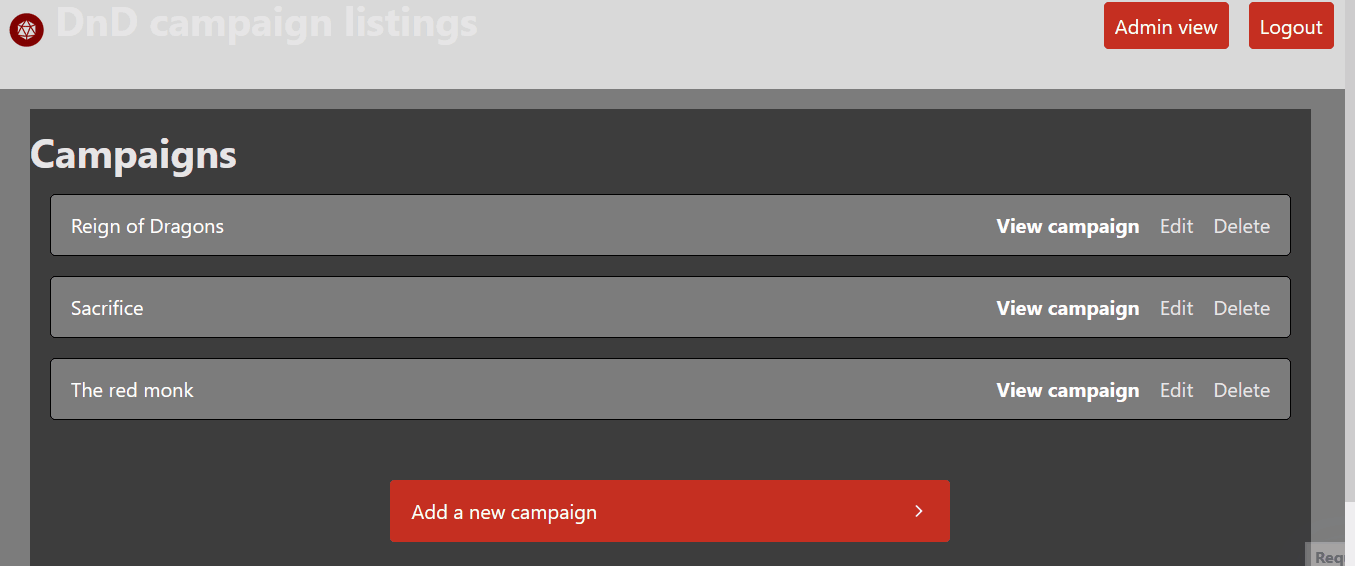 DnD campaign listings
Admin view
Logout
Campaigns
Reign of Dragons
View campaign Edit Delete
Sacrifice
View campaign Edit Delete
The red monk
View campaign Edit Delete
Add a new campaign